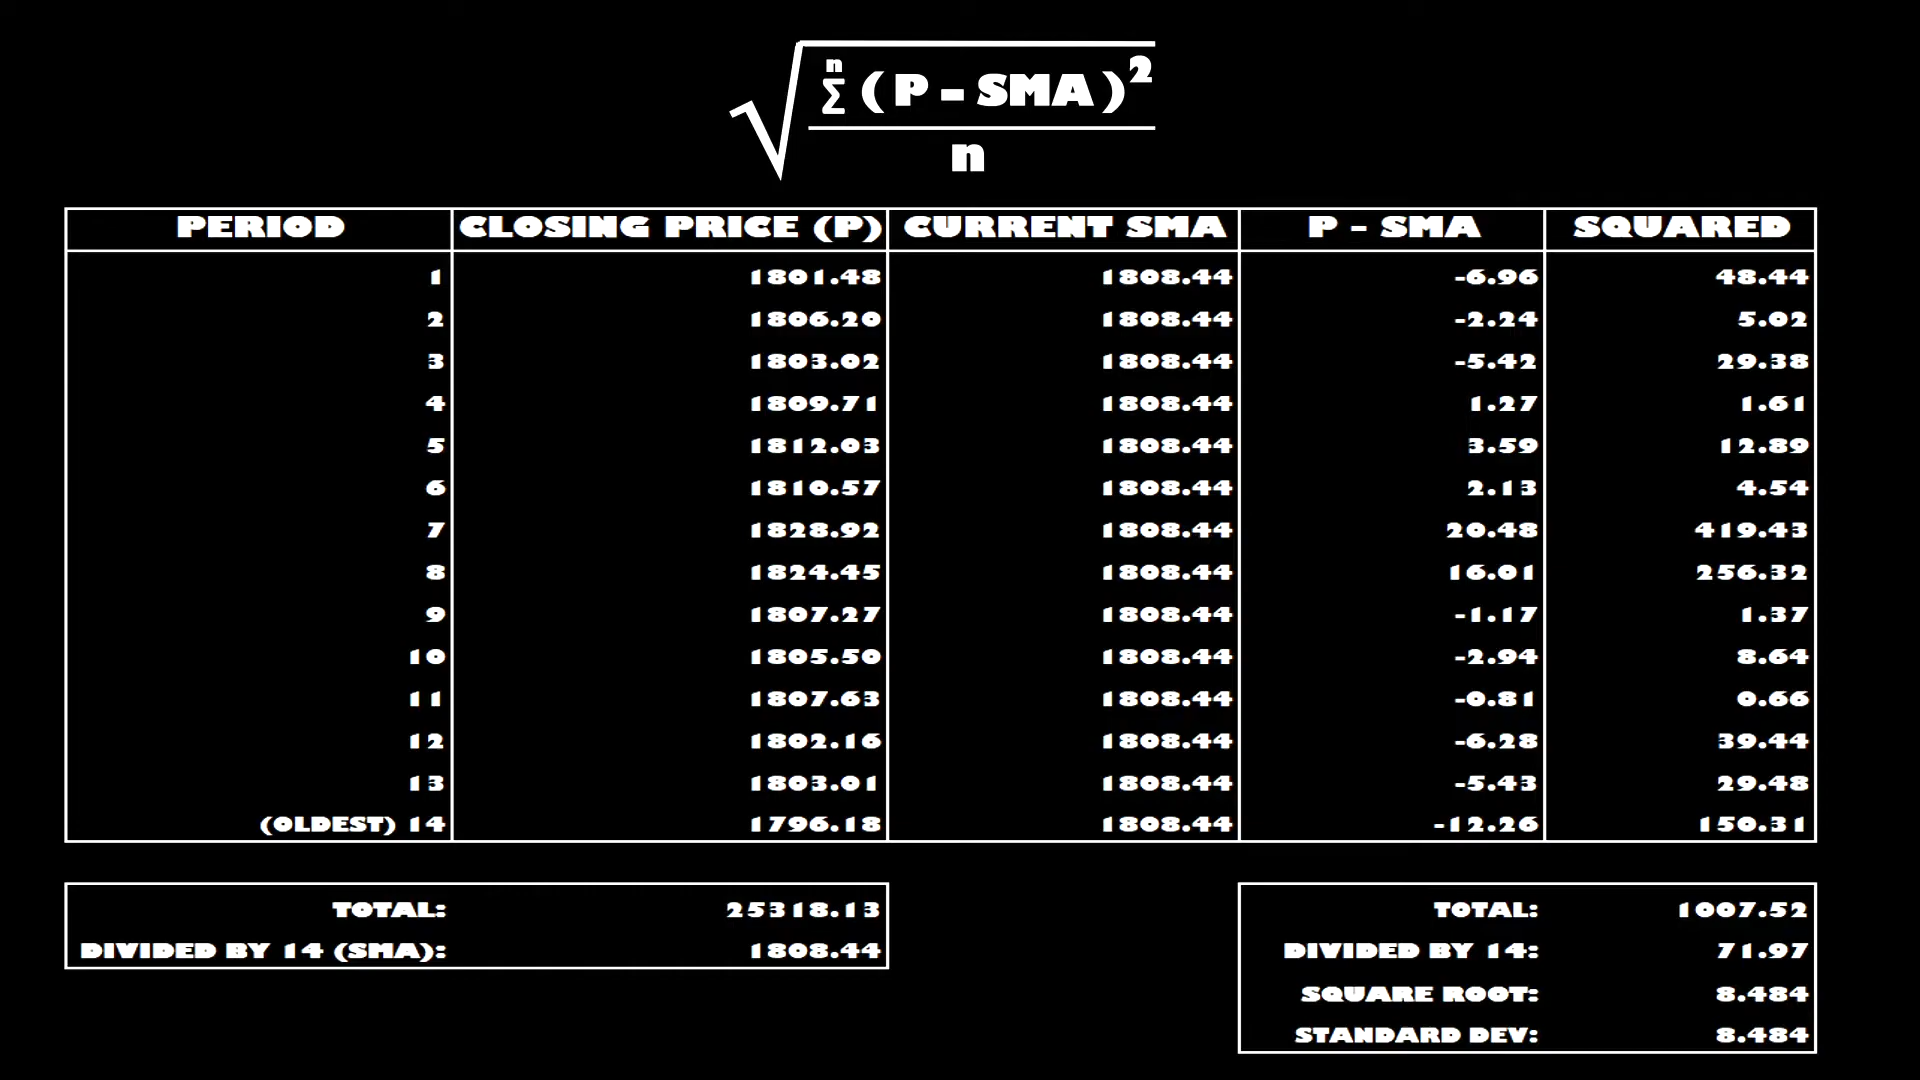 √ n Σ ( P - SMA )²
n
PERIOD CLOSING PRICE (P) CURRENT SMA P - SMA SQUARED
1 1801.48 1808.44 -6.96 48.44
2 1806.20 1808.44 -2.24 5.02
3 1803.02 1808.44 -5.42 29.38
4 1809.71 1808.44 1.27 1.61
5 1812.03 1808.44 3.59 12.89
6 1810.57 1808.44 2.13 4.54
7 1828.92 1808.44 20.48 419.43
8 1824.45 1808.44 16.01 256.32
9 1807.27 1808.44 -1.17 1.37
10 1805.50 1808.44 -2.94 8.64
11 1807.63 1808.44 -0.81 0.66
12 1802.16 1808.44 -6.28 39.44
13 1803.01 1808.44 -5.43 29.48
(OLDEST) 14 1796.18 1808.44 -12.26 150.31
TOTAL: 25318.13
DIVIDED BY 14 (SMA): 1808.44
TOTAL: 1007.52
DIVIDED BY 14: 71.97
SQUARE ROOT: 8.484
STANDARD DEV: 8.484